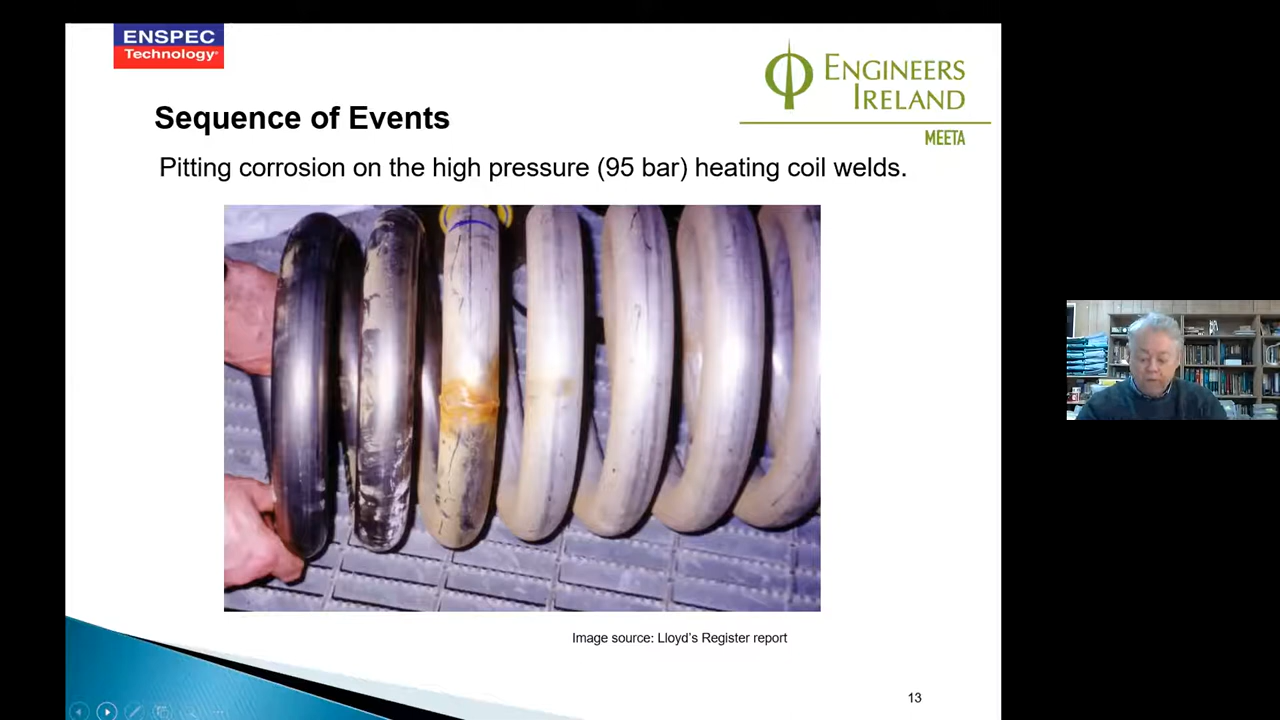 ENSPEC
Technology
ENGINEERS
IRELAND
MEETA
Sequence of Events
Pitting corrosion on the high pressure (95 bar) heating coil welds.
Image source: Lloyd's Register report
13